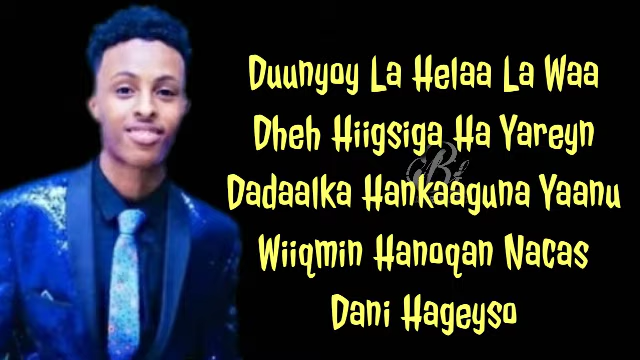 Duunyoy La Helaa La Waa
Dheh Hiigsiga Ha Yareyn
Dadaalka Hankaaguna Yaanu
Wiiqmin Hanoqan Nacas
Dani Hageyso